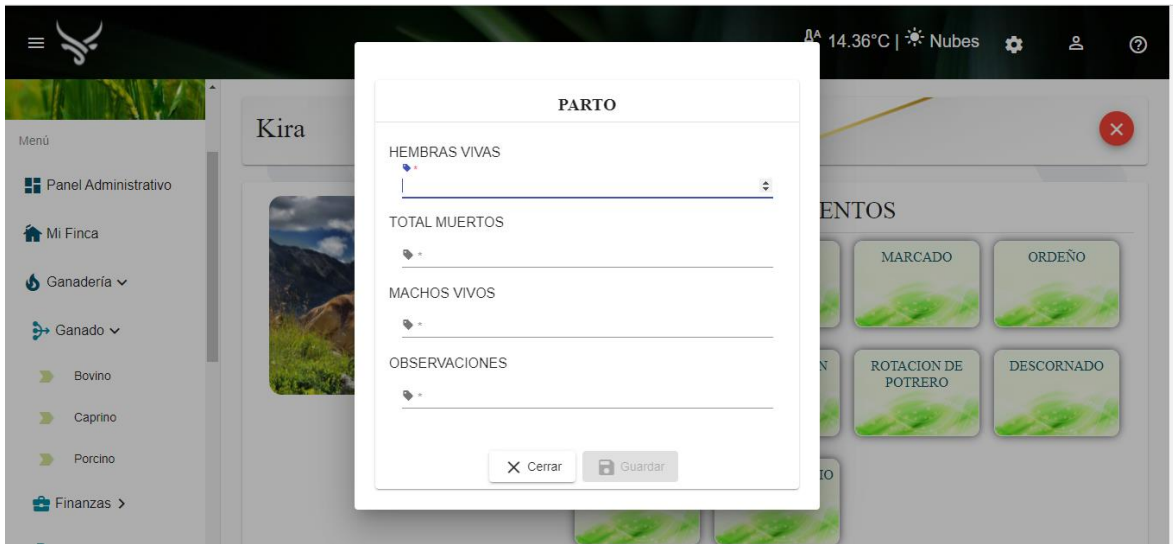 14.36°C | Nubes
Menú
Panel Administrativo
Mi Finca
Ganadería
Ganado
Bovino
Caprino
Porcino
Finanzas
Kira
PARTO
HEMBRAS VIVAS
*
TOTAL MUERTOS
*
MACHOS VIVOS
*
OBSERVACIONES
*
Cerrar
Guardar
ENTOS
MARCADO
ORDEÑO
N
ROTACION DE
POTRERO
DESCORNADO
IO